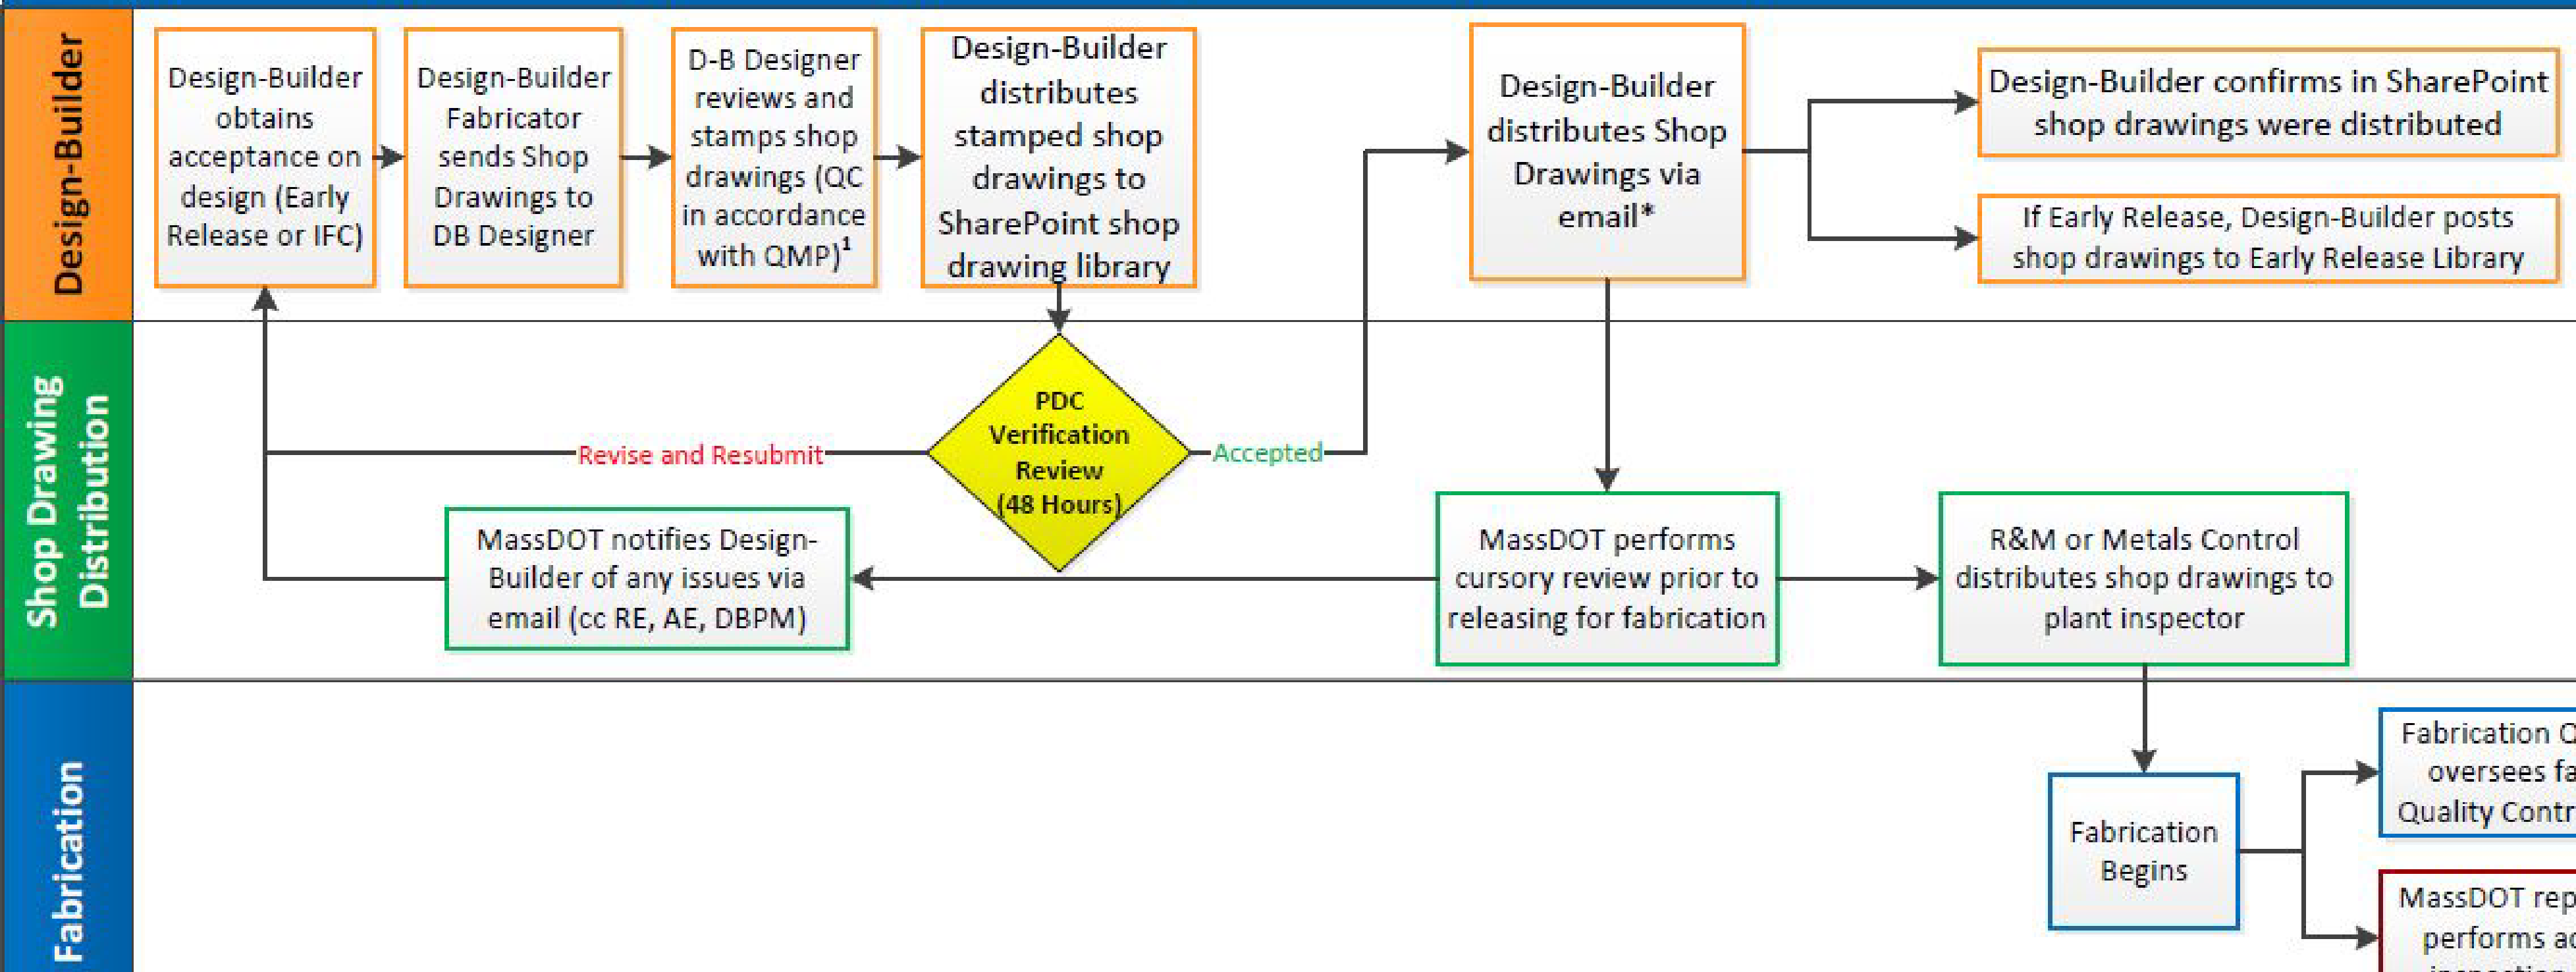 Design-Builder
Design-Builder
obtains
acceptance on
design (Early
Release or IFC)
Design-Builder
Fabricator
sends Shop
Drawings to
DB Designer
D-B Designer
reviews and
stamps shop
drawings (QC
in accordance
with QMP)¹
Design-Builder
distributes
stamped shop
drawings to
SharePoint shop
drawing library
Design-Builder
distributes Shop
Drawings via
email*
Design-Builder confirms in SharePoint
shop drawings were distributed
If Early Release, Design-Builder posts
shop drawings to Early Release Library
Shop Drawing
Distribution
PDC
Verification
Review
(48 Hours)
Revise and Resubmit
Accepted
MassDOT notifies Design-
Builder of any issues via
email (cc RE, AE, DBPM)
MassDOT performs
cursory review prior to
releasing for fabrication
R&M or Metals Control
distributes shop drawings to
plant inspector
Fabrication
Fabrication
Begins
Fabrication
oversees
Quality
MassDOT
performs